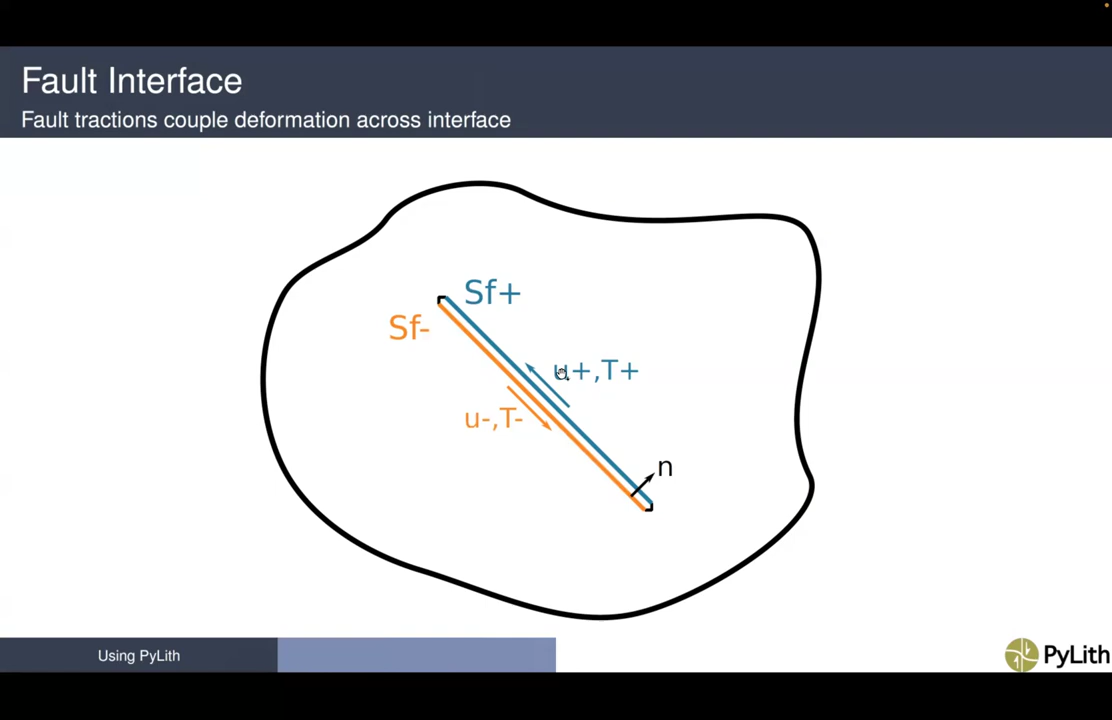 Fault Interface
Fault tractions couple deformation across interface
Sf+
Sf-
u+,T+
u-,T-
n
Using PyLith
PyLith